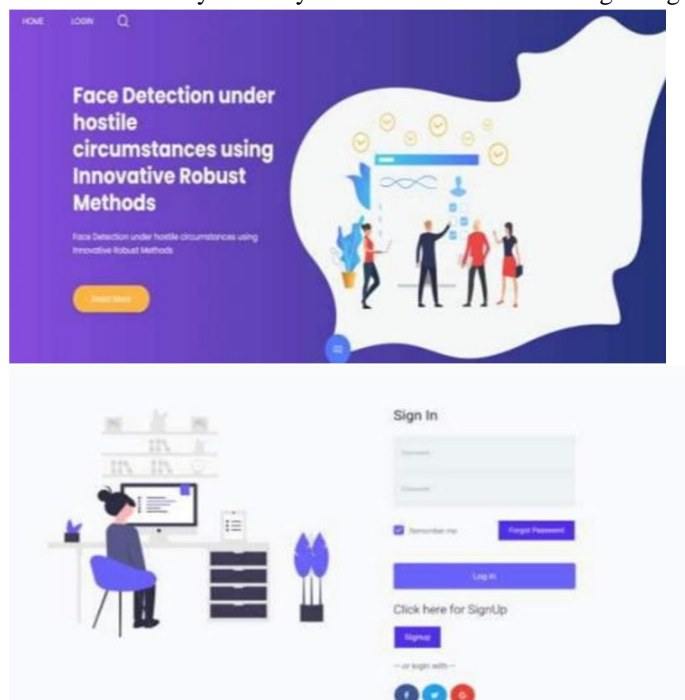 HOME LOGIN
Face Detection under
hostile
circumstances using
Innovative Robust
Methods
Face Detection under hostile circumstances using
Innovative Robust Methods
Read More
Sign In
Username
Password
Remember me
Forgot Password
Log In
Click here for SignUp
Signup
— or login with —